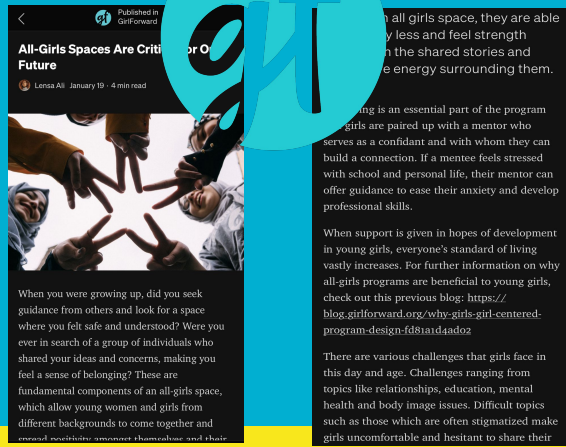 Published in
GirlForward
gf
All-Girls Spaces Are Critical for Our
Future
Lensa Ali January 19 · 4 min read
When you were growing up, did you seek
guidance from others and look for a space
where you felt safe and understood? Were you
ever in search of a group of individuals who
shared your ideas and concerns, making you
feel a sense of belonging? These are
fundamental components of an all-girls space,
which allow young women and girls from
different backgrounds to come together and
spread positivity amongst themselves and their
all girls space, they are able
less and feel strength
the shared stories and
energy surrounding them.
is an essential part of the program
girls are paired up with a mentor who
serves as a confidant and with whom they can
build a connection. If a mentee feels stressed
with school and personal life, their mentor can
offer guidance to ease their anxiety and develop
professional skills.
When support is given in hopes of development
in young girls, everyone's standard of living
vastly increases. For further information on why
all-girls programs are beneficial to young girls,
check out this previous blog: https://
blog.girlforward.org/why-girls-girl-centered-
program-design-fd81a1d4ad02
There are various challenges that girls face in
this day and age. Challenges ranging from
topics like relationships, education, mental
health and body image issues. Difficult topics
such as those which are often stigmatized make
girls uncomfortable and hesitant to share their